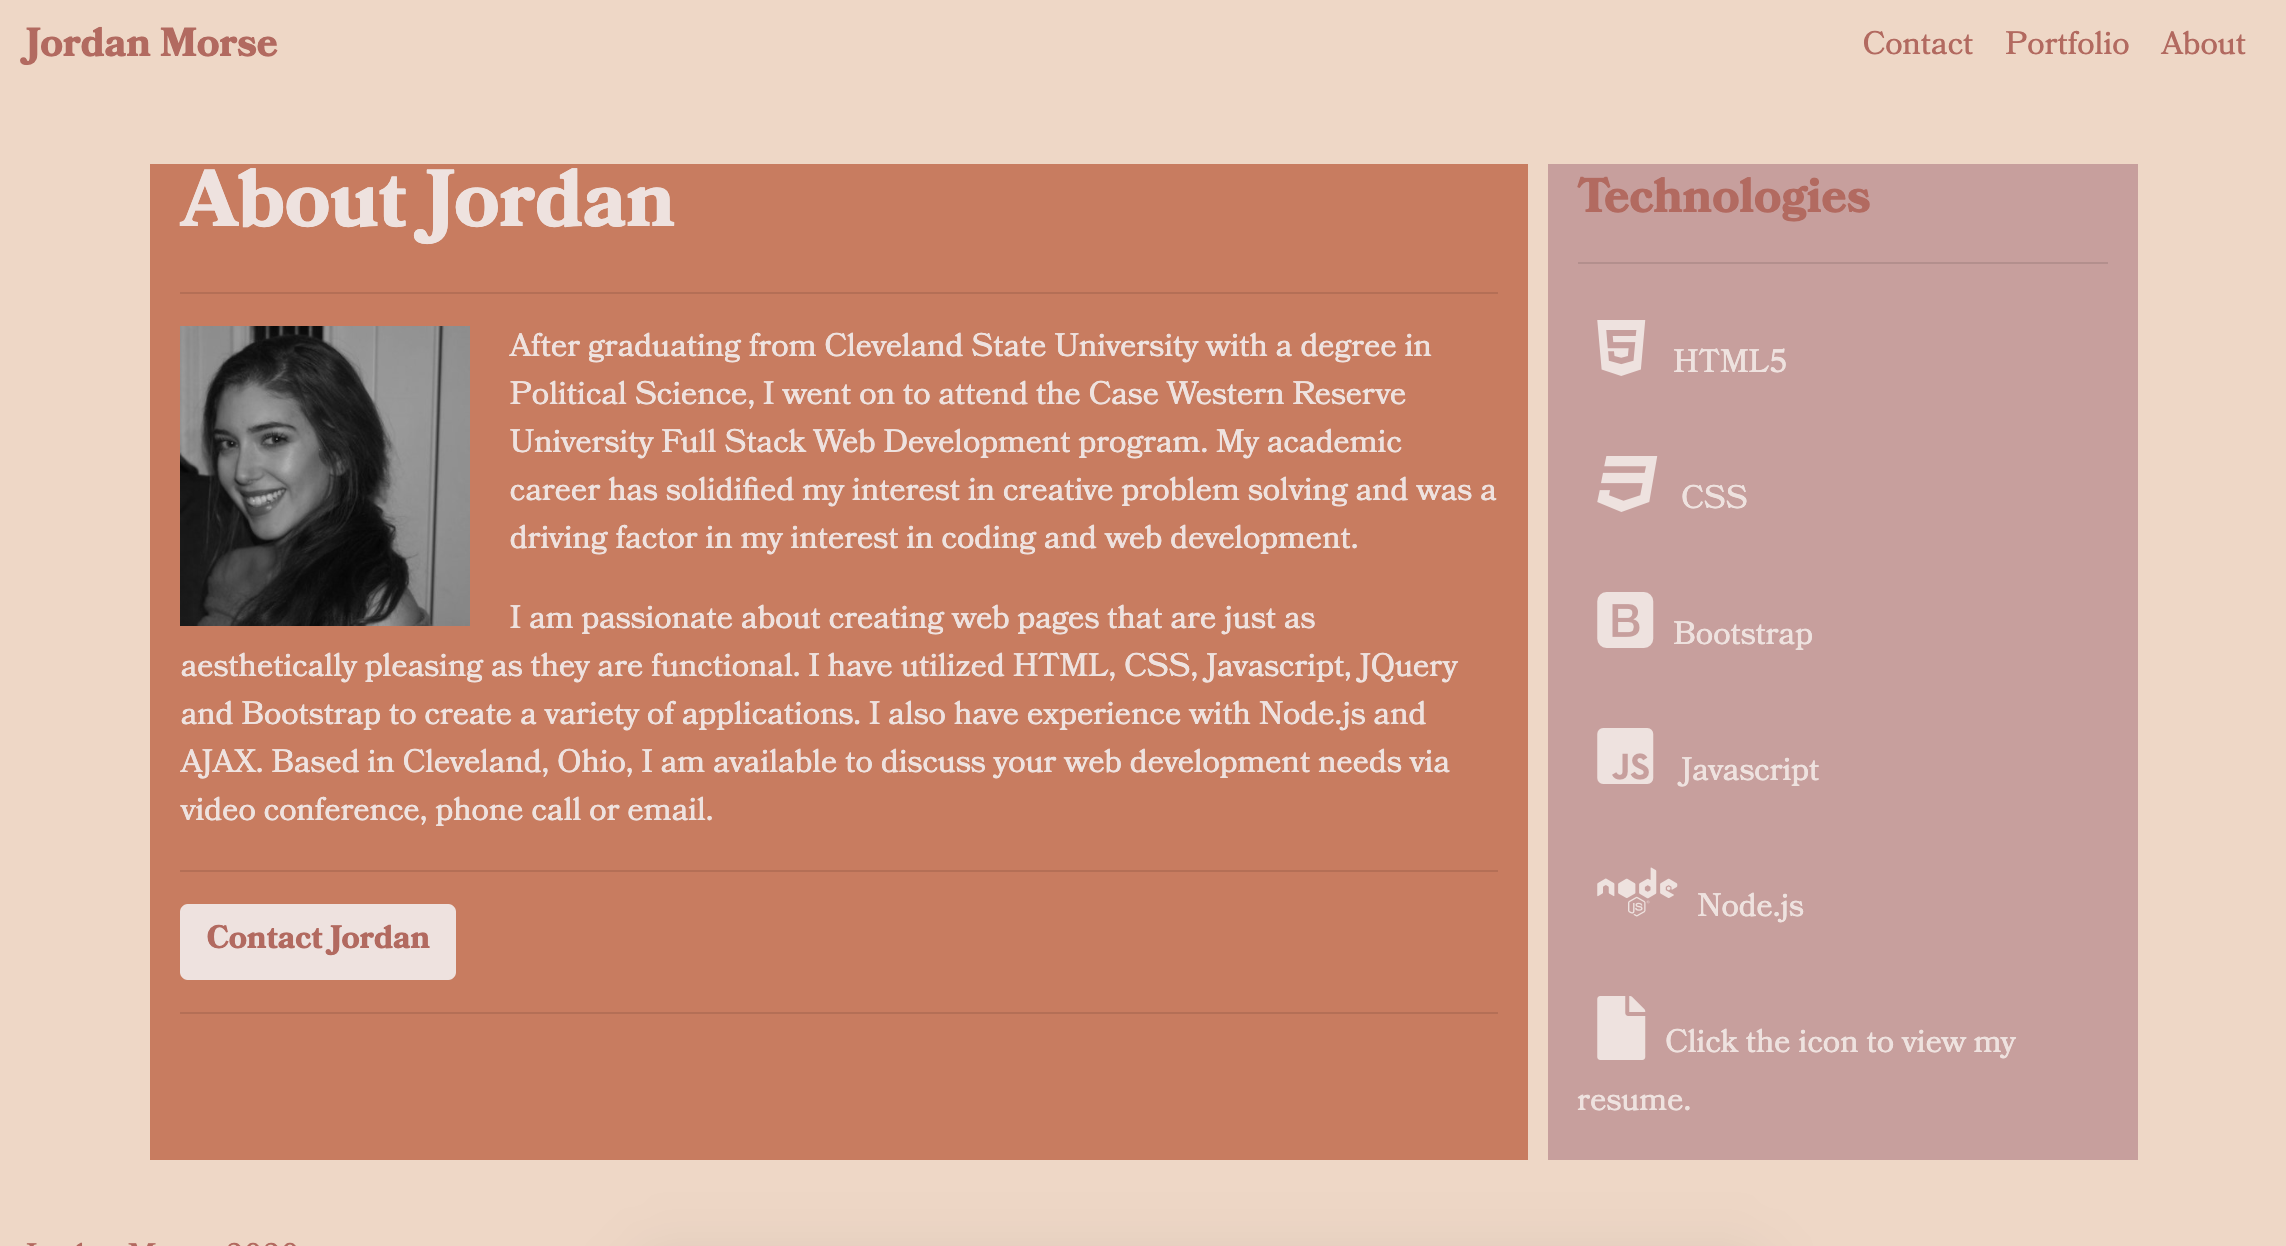 Jordan Morse
Contact Portfolio About
About Jordan
After graduating from Cleveland State University with a degree in
Political Science, I went on to attend the Case Western Reserve
University Full Stack Web Development program. My academic
career has solidified my interest in creative problem solving and was a
driving factor in my interest in coding and web development.
I am passionate about creating web pages that are just as
aesthetically pleasing as they are functional. I have utilized HTML, CSS, Javascript, JQuery
and Bootstrap to create a variety of applications. I also have experience with Node.js and
AJAX. Based in Cleveland, Ohio, I am available to discuss your web development needs via
video conference, phone call or email.
Contact Jordan
Technologies
5 HTML5
CSS
B Bootstrap
JS Javascript
node JS Node.js
Click the icon to view my
resume.
Jordan Morse 2020